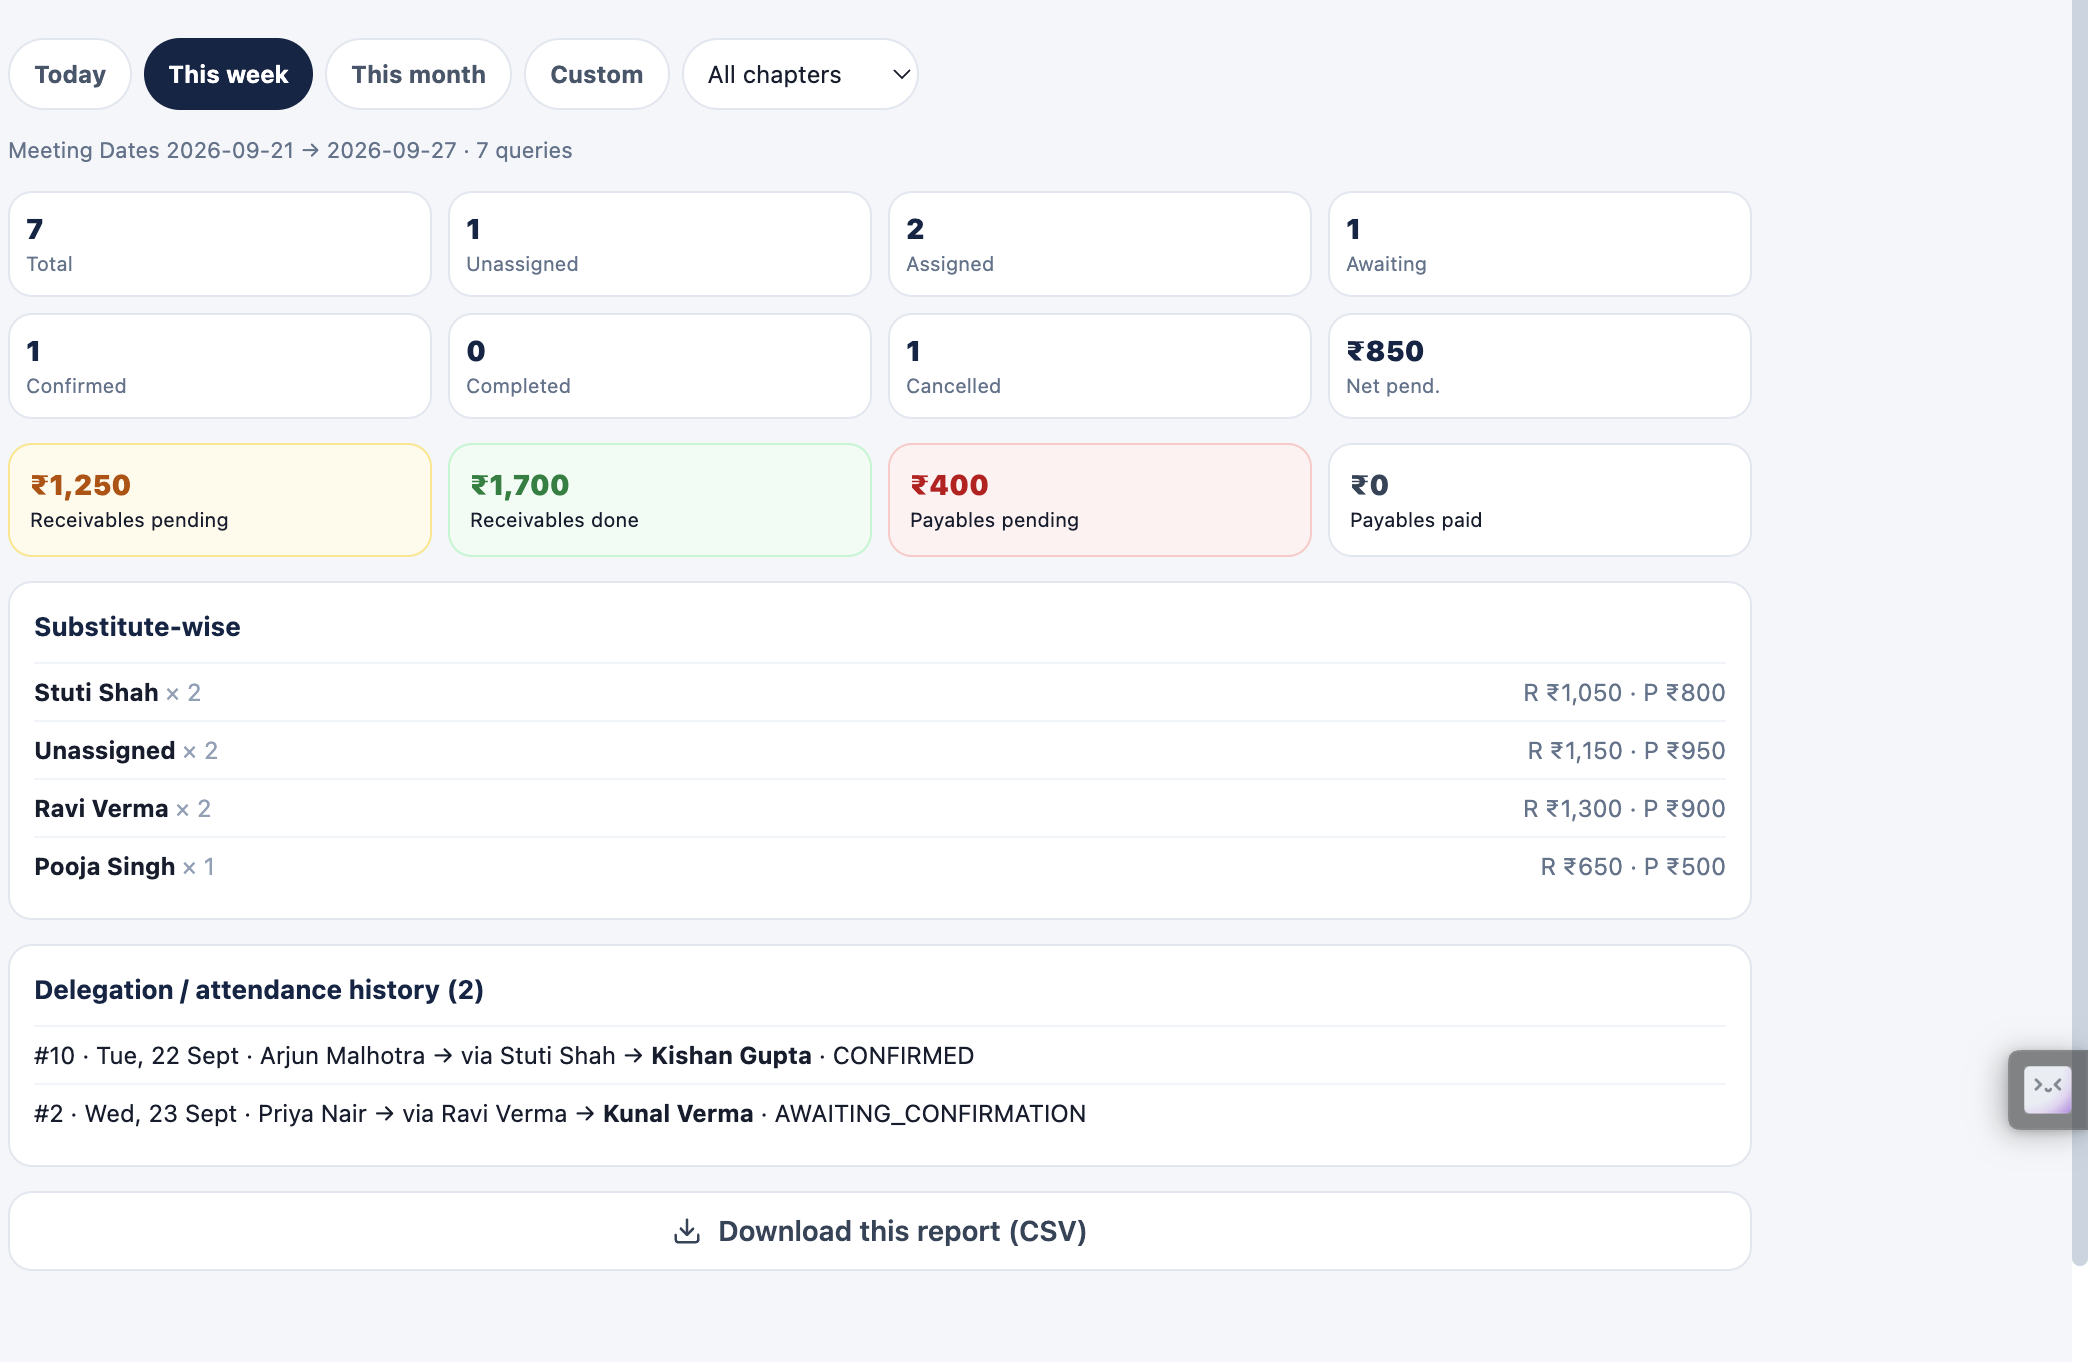 Today This week This month Custom All chapters
Meeting Dates 2026-09-21 → 2026-09-27 · 7 queries
7
Total
1
Unassigned
2
Assigned
1
Awaiting
1
Confirmed
0
Completed
1
Cancelled
₹850
Net pend.
₹1,250
Receivables pending
₹1,700
Receivables done
₹400
Payables pending
₹0
Payables paid
Substitute-wise
Stuti Shah × 2 R ₹1,050 · P ₹800
Unassigned × 2 R ₹1,150 · P ₹950
Ravi Verma × 2 R ₹1,300 · P ₹900
Pooja Singh × 1 R ₹650 · P ₹500
Delegation / attendance history (2)
#10 · Tue, 22 Sept · Arjun Malhotra → via Stuti Shah → Kishan Gupta · CONFIRMED
#2 · Wed, 23 Sept · Priya Nair → via Ravi Verma → Kunal Verma · AWAITING_CONFIRMATION
Download this report (CSV)